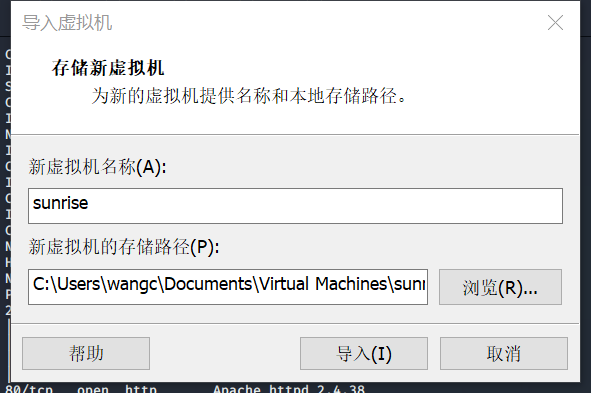 导入虚拟机
存储新虚拟机
为新的虚拟机提供名称和本地存储路径。
新虚拟机名称(A):
sunrise
新虚拟机的存储路径(P):
C:\Users\wangc\Documents\Virtual Machines\sunr
浏览(R)...
帮助
导入(I)
取消
80/tcp open http Apache httpd 2.4.38